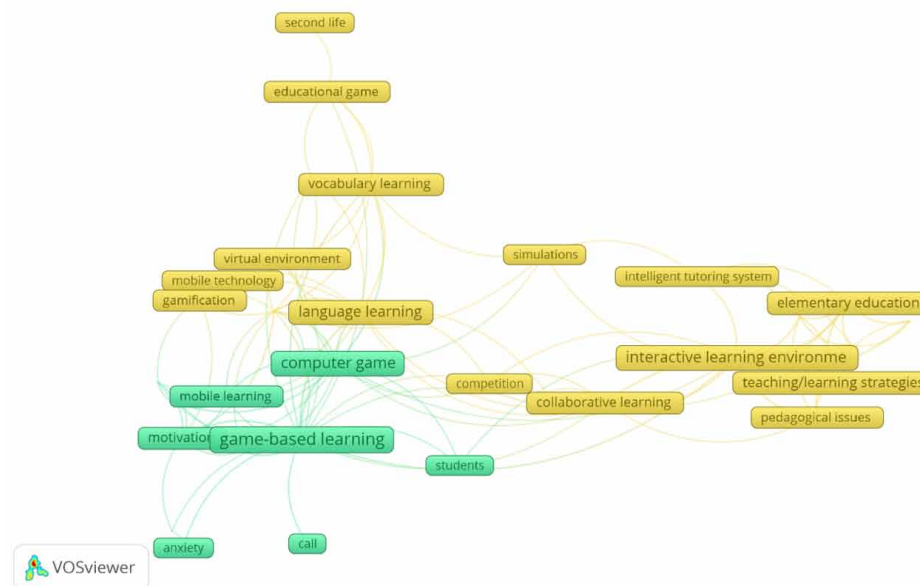 second life
educational game
vocabulary learning
virtual environment
simulations
mobile technology
intelligent tutoring system
gamification
elementary education
language learning
computer game
interactive learning environme
competition
teaching/learning strategies
mobile learning
collaborative learning
pedagogical issues
motivation
game-based learning
students
anxiety
call
VOSviewer